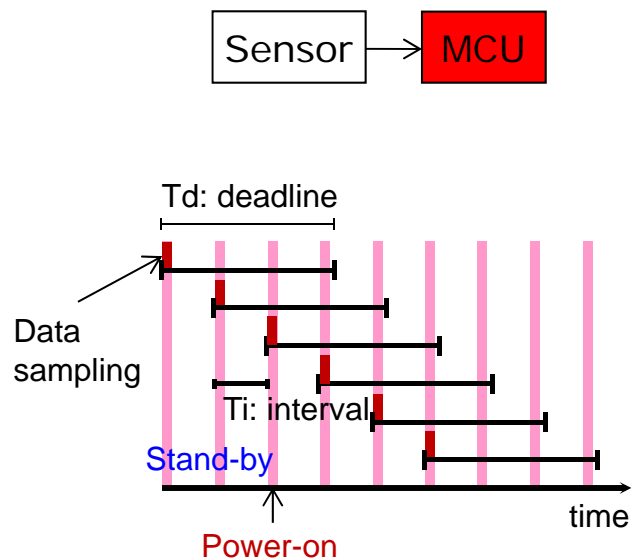 Sensor
MCU
Td: deadline
Data
sampling
Ti: interval
Stand-by
time
Power-on